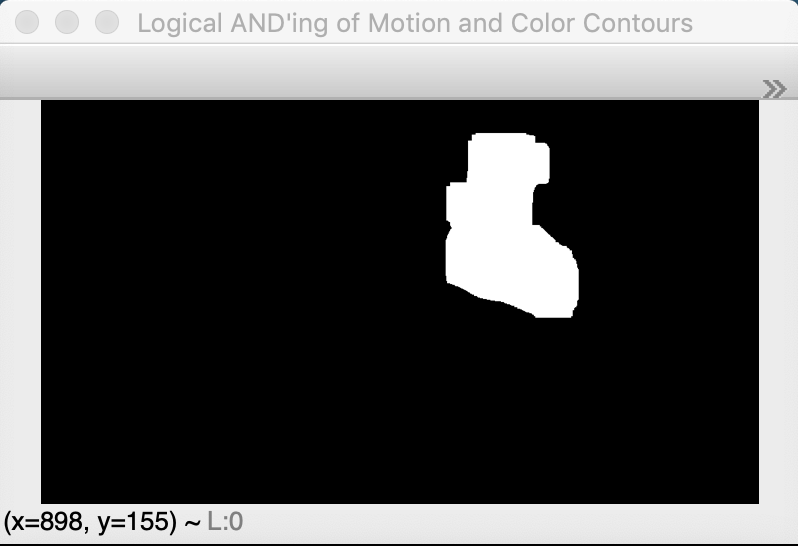 Logical AND'ing of Motion and Color Contours
(x=898, y=155) ~ L:0